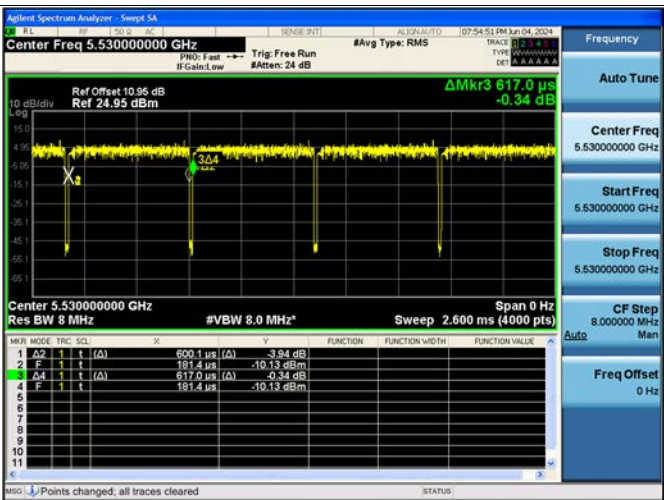 Agilent Spectrum Analyzer - Swept SA
RL RF 50 Ω AC SENSE:INT ALIGN AUTO 07:54:51 PM Jun 04, 2024
Center Freq 5.530000000 GHz #Avg Type: RMS TRACE 1 2 3 4 5 6 Frequency
PNO: Fast Trig: Free Run TYPE
IFGain:Low #Atten: 24 dB DET A A A A A A
Auto Tune
ΔMkr3 617.0 µs
-0.34 dB
Ref Offset 10.95 dB
10 dB/div Ref 24.95 dBm
Log
15.0
4.95
-5.05
-15.1
-25.1
-35.1
-45.1
-55.1
-65.1
3Δ4
Center Freq
5.530000000 GHz
Start Freq
5.530000000 GHz
Stop Freq
5.530000000 GHz
Center 5.530000000 GHz Span 0 Hz
Res BW 8 MHz #VBW 8.0 MHz* Sweep 2.600 ms (4000 pts)
CF Step
8.000000 MHz
Auto Man
MKR MODE TRC SCL X Y FUNCTION FUNCTION WIDTH FUNCTION VALUE
1 Δ2 1 t (Δ) 600.1 µs (Δ) -3.94 dB
2 F 1 t 181.4 µs -10.13 dBm
3 Δ4 1 t (Δ) 617.0 µs (Δ) -0.34 dB
4 F 1 t 181.4 µs -10.13 dBm
5
6
7
8
9
10
11
Freq Offset
0 Hz
MSG Points changed; all traces cleared STATUS